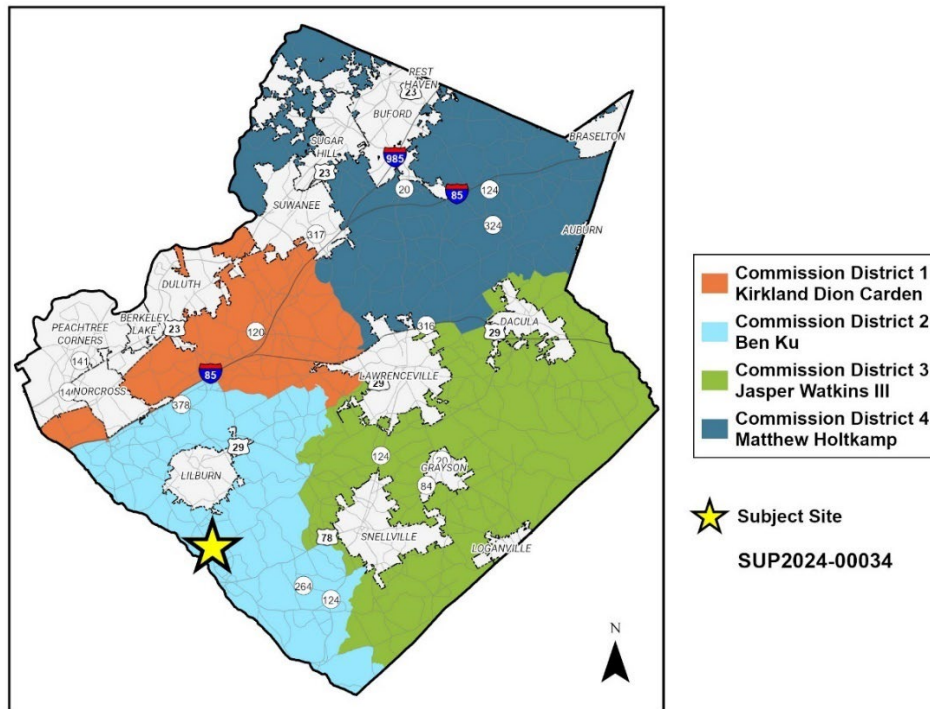 REST
HAVEN
23
BUFORD
BRASELTON
SUGAR
HILL
985
23
20
85
124
SUWANEE
324
AUBURN
317
DULUTH
BERKELEY
LAKE
PEACHTREE
CORNERS
23
120
316
DACULA
29
141
85
LAWRENCEVILLE
29
14
NORCROSS
378
29
124
20
GRAYSON
LILBURN
84
78
SNELLVILLE
LOGANVILLE
264
124
N
Commission District 1
Kirkland Dion Carden
Commission District 2
Ben Ku
Commission District 3
Jasper Watkins III
Commission District 4
Matthew Holtkamp
Subject Site
SUP2024-00034